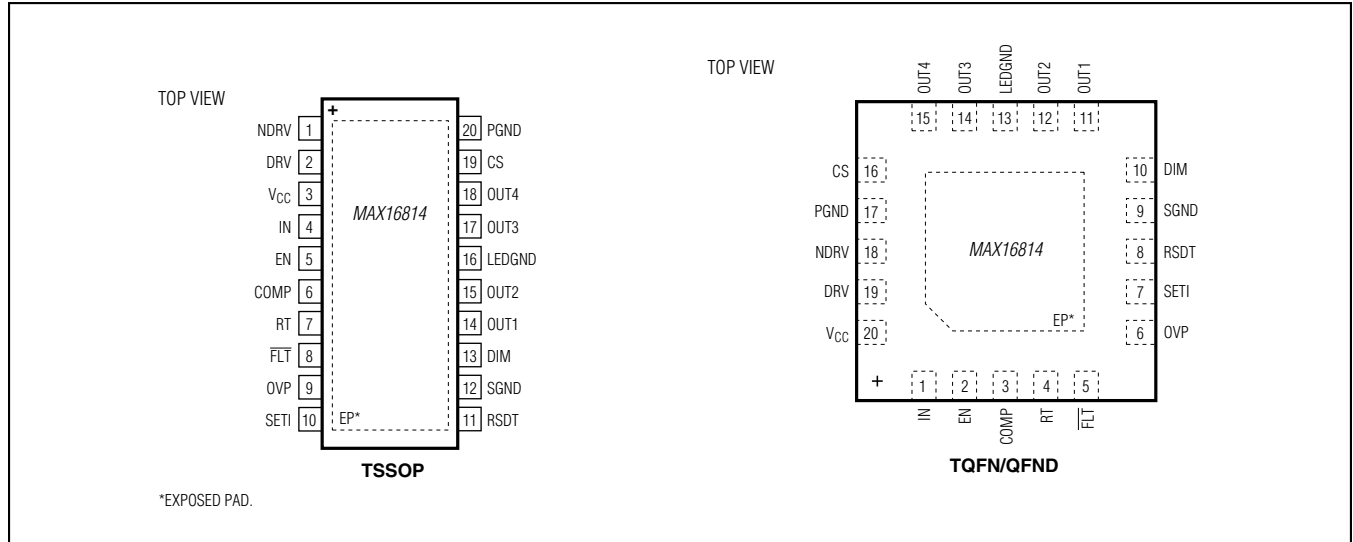 TOP VIEW
+
NDRV 1
DRV 2
VCC 3
IN 4
EN 5
COMP 6
RT 7
FLT 8
OVP 9
SETI 10
MAX16814
EP*
20 PGND
19 CS
18 OUT4
17 OUT3
16 LEDGND
15 OUT2
14 OUT1
13 DIM
12 SGND
11 RSDT
TSSOP
*EXPOSED PAD.
TOP VIEW
OUT4 OUT3 LEDGND OUT2 OUT1
15 14 13 12 11
CS 16
PGND 17
NDRV 18
DRV 19
VCC 20
MAX16814
EP*
10 DIM
9 SGND
8 RSDT
7 SETI
6 OVP
+ 1 2 3 4 5
IN EN COMP RT FLT
TQFN/QFND